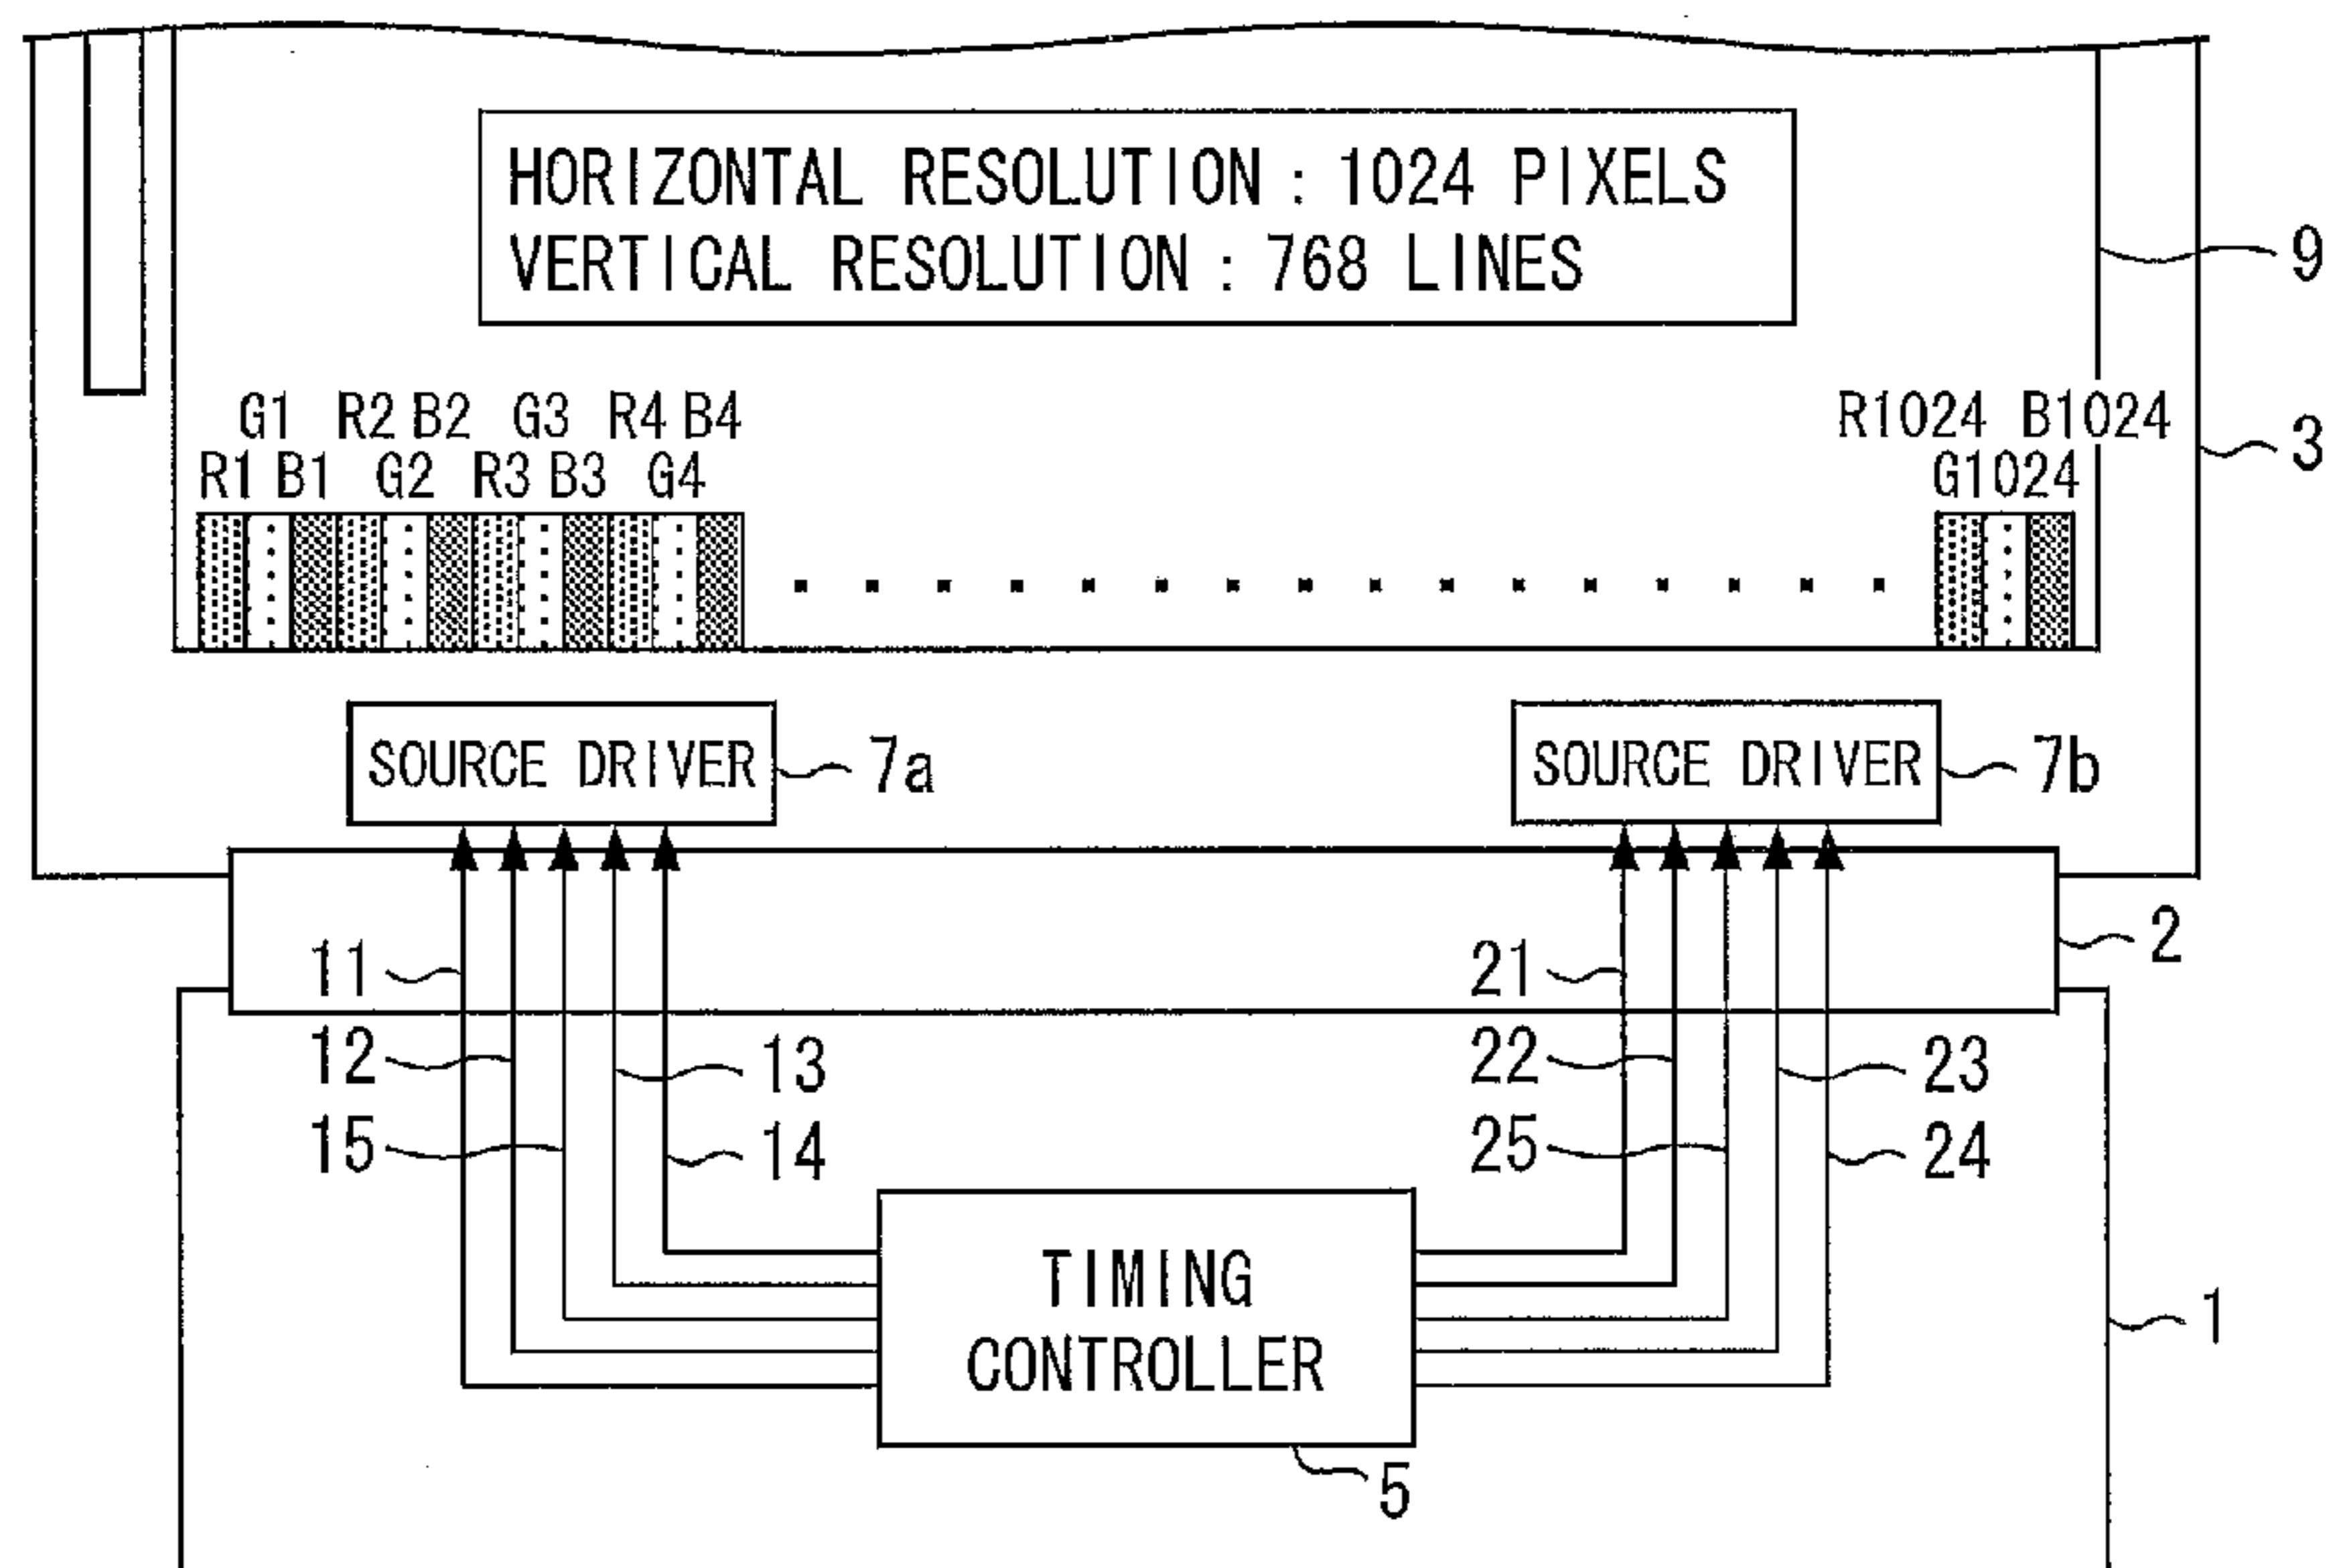 HORIZONTAL RESOLUTION : 1024 PIXELS
VERTICAL RESOLUTION : 768 LINES
9
G1 R2 B2 G3 R4 B4 R1024 B1024
3
R1 B1 G2 R3 B3 G4 G1024
SOURCE DRIVER 7a SOURCE DRIVER 7b
11 21 2
12 13 22 23
15 14 25 24
TIMING
CONTROLLER
1
5